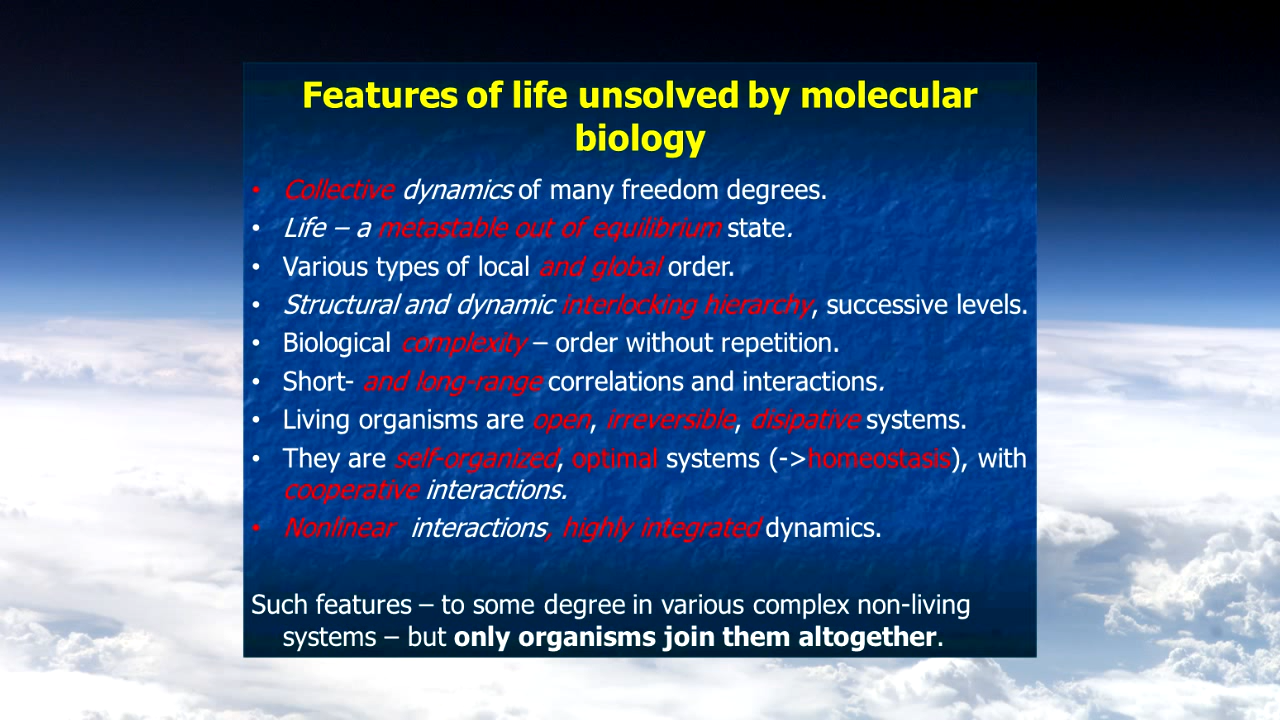 Features of life unsolved by molecular
biology
• Collective dynamics of many freedom degrees.
• Life – a metastable out of equilibrium state.
• Various types of local and global order.
• Structural and dynamic interlocking hierarchy, successive levels.
• Biological complexity – order without repetition.
• Short- and long-range correlations and interactions.
• Living organisms are open, irreversible, disipative systems.
• They are self-organized, optimal systems (->homeostasis), with
cooperative interactions.
• Nonlinear interactions, highly integrated dynamics.
Such features – to some degree in various complex non-living
systems – but only organisms join them altogether.